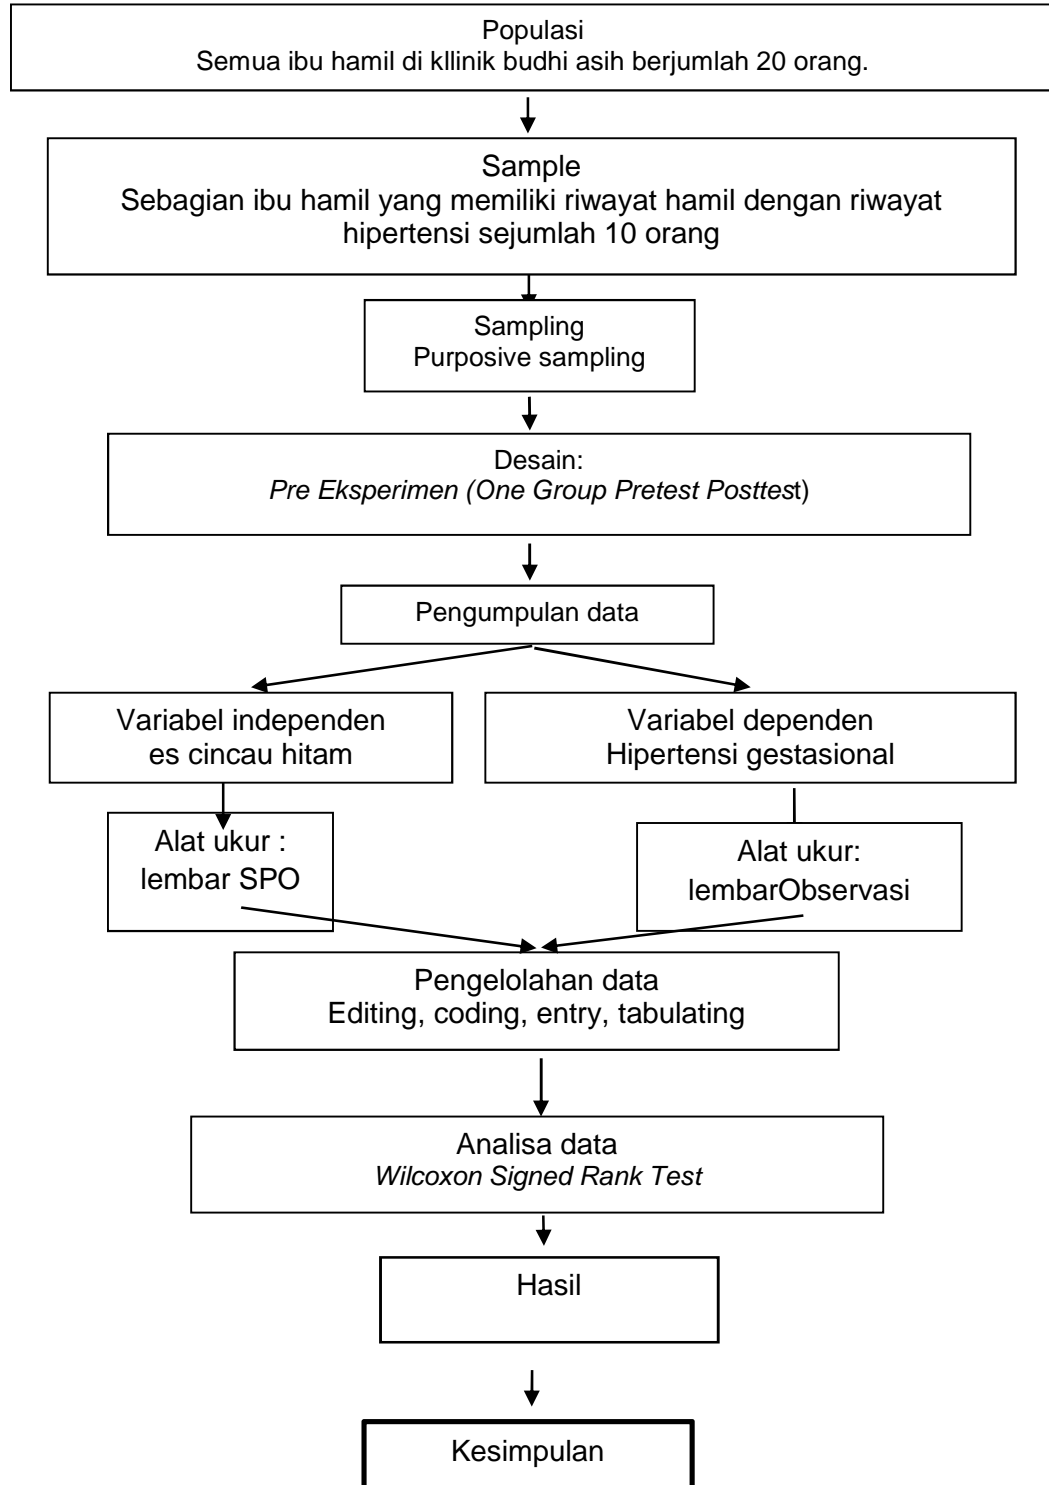 Populasi
Semua ibu hamil di kllinik budhi asih berjumlah 20 orang.
Sample
Sebagian ibu hamil yang memiliki riwayat hamil dengan riwayat
hipertensi sejumlah 10 orang
Sampling
Purposive sampling
Desain:
Pre Eksperimen (One Group Pretest Posttest)
Pengumpulan data
Variabel independen
es cincau hitam
Variabel dependen
Hipertensi gestasional
Alat ukur :
lembar SPO
Alat ukur:
lembarObservasi
Pengelolahan data
Editing, coding, entry, tabulating
Analisa data
Wilcoxon Signed Rank Test
Hasil
Kesimpulan